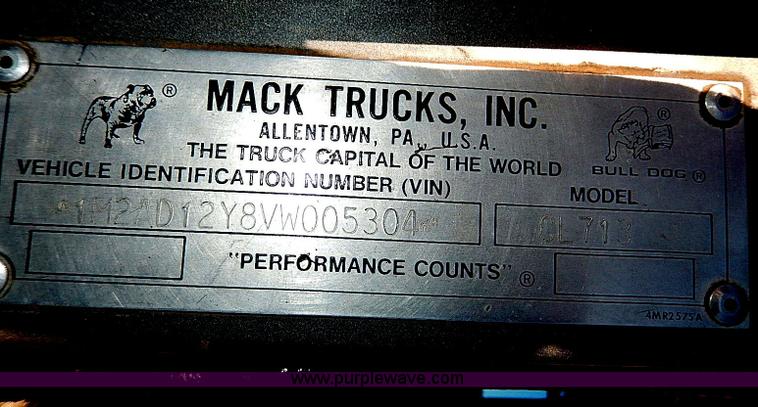 MACK TRUCKS, INC.
ALLENTOWN, PA, U.S.A.
THE TRUCK CAPITAL OF THE WORLD
BULL DOG ®
VEHICLE IDENTIFICATION NUMBER (VIN)
MODEL
*1M2AD12Y8VW005304*
CL713
"PERFORMANCE COUNTS" ®
4MR2575A
www.purplewave.com